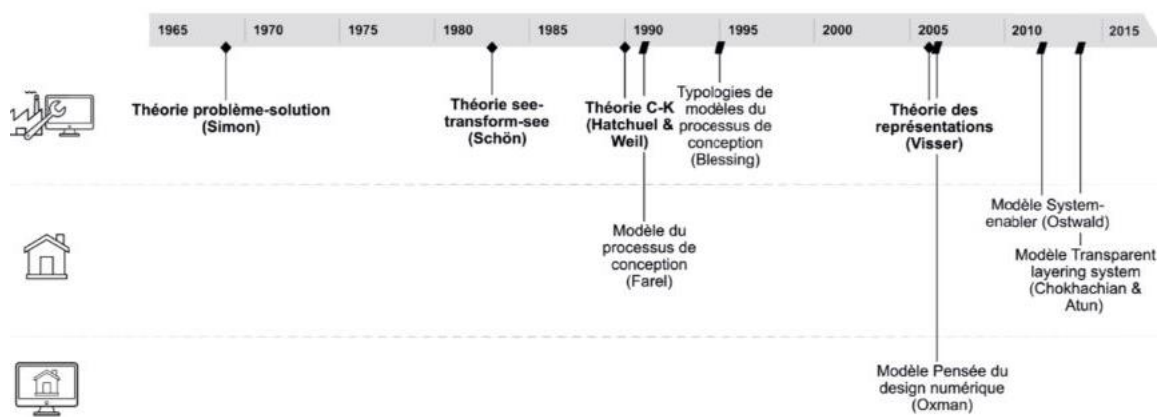 1965 1970 1975 1980 1985 1990 1995 2000 2005 2010 2015
Théorie problème-solution
(Simon)
Théorie see-
transform-see
(Schön)
Théorie C-K
(Hatchuel &
Weil)
Typologies de
modèles du
processus de
conception
(Blessing)
Théorie des
représentations
(Visser)
Modèle du
processus de
conception
(Farel)
Modèle System-
enabler (Ostwald)
Modèle Transparent
layering system
(Chokhachian &
Atun)
Modèle Pensée du
design numérique
(Oxman)